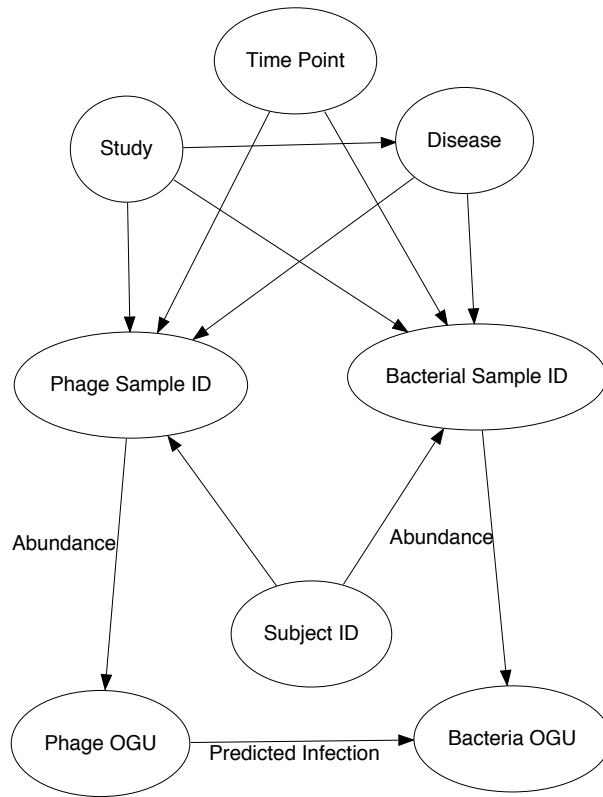 Time Point
Study
Disease
Phage Sample ID
Bacterial Sample ID
Abundance
Abundance
Subject ID
Phage OGU
Predicted Infection
Bacteria OGU